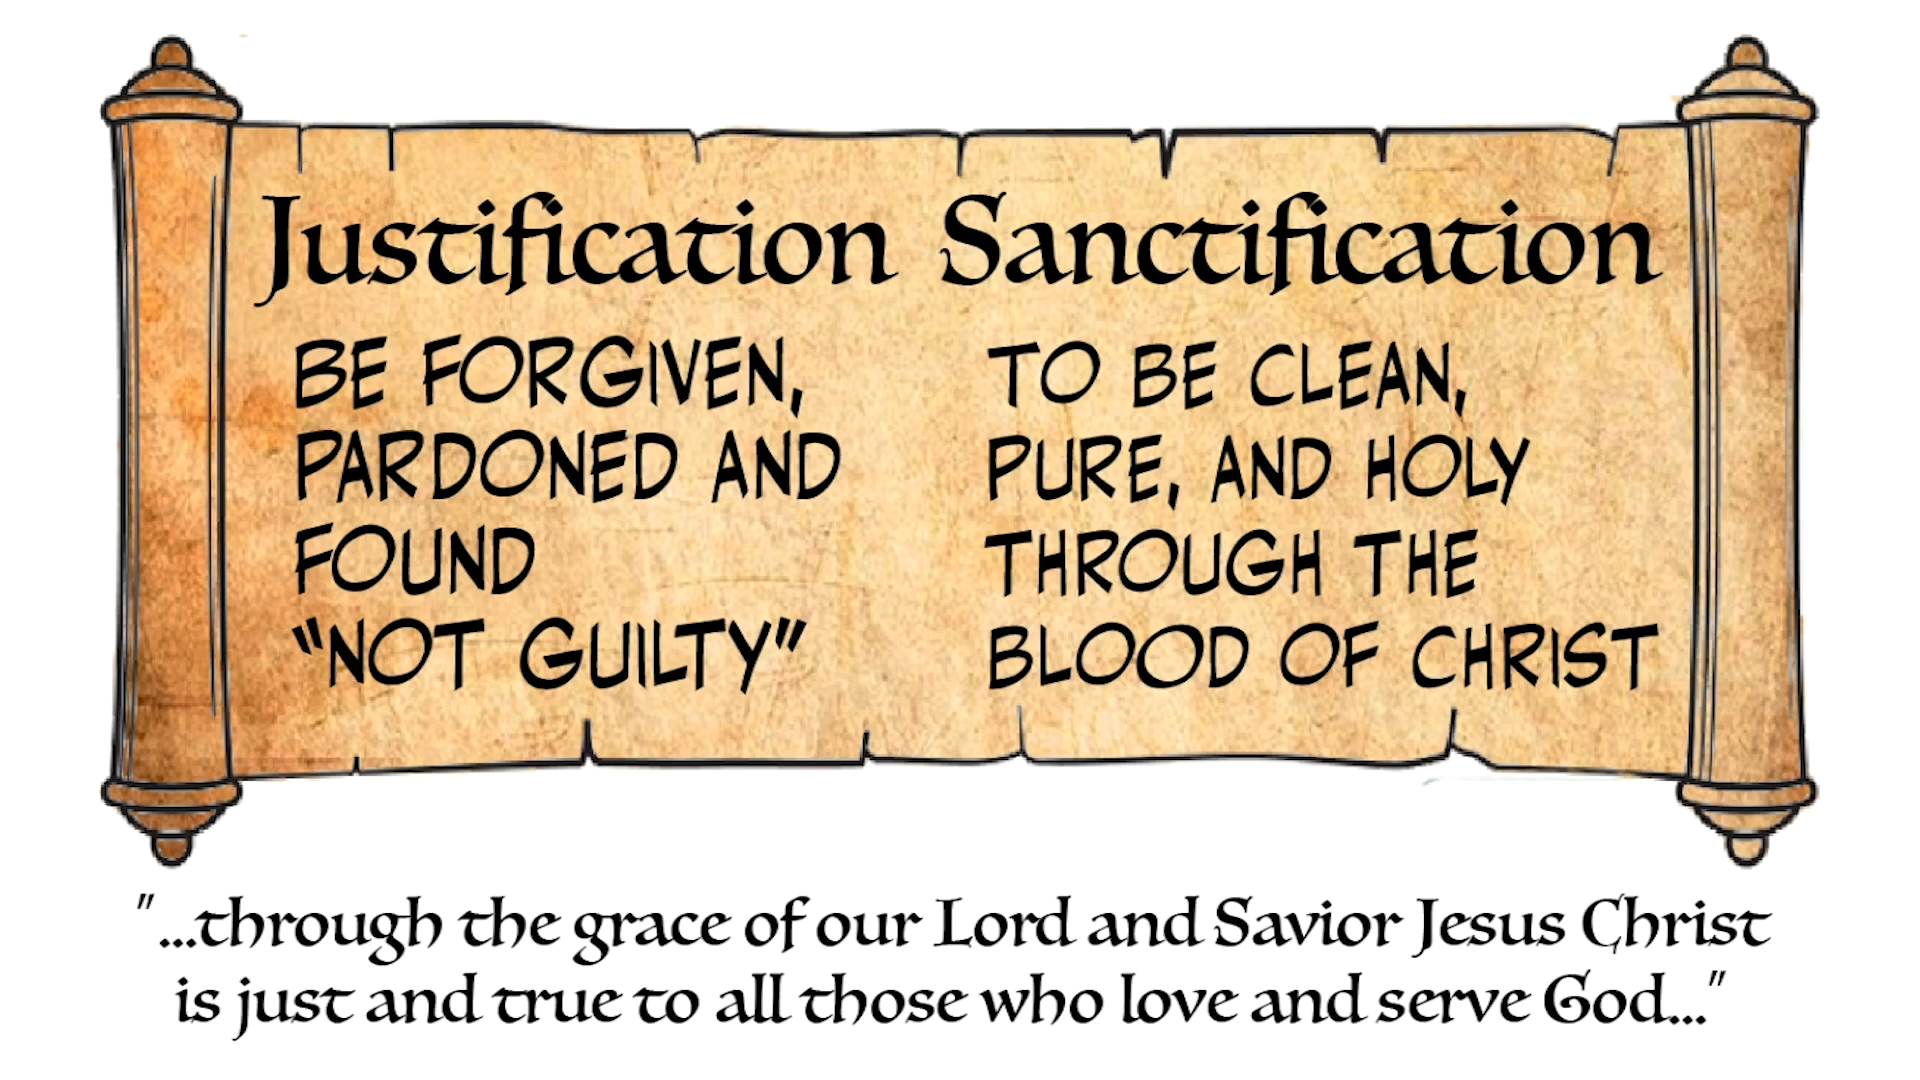 Justification Sanctification
BE FORGIVEN,
PARDONED AND
FOUND
“NOT GUILTY”
TO BE CLEAN,
PURE, AND HOLY
THROUGH THE
BLOOD OF CHRIST
"...through the grace of our Lord and Savior Jesus Christ
is just and true to all those who love and serve God..."